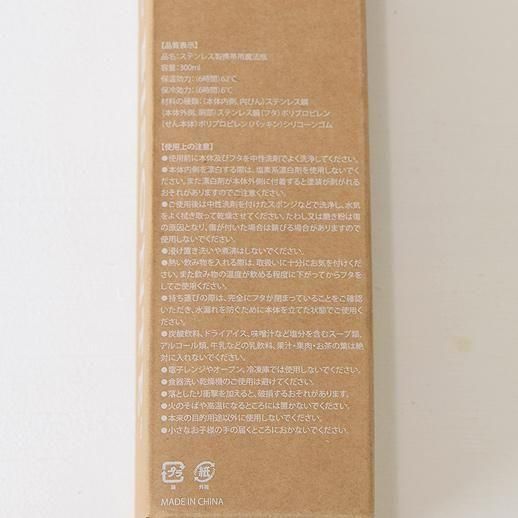 【品質表示】
品名：ステンレス製携帯用魔法瓶
容量：300ml
保温効力：（6時間）62℃
保冷効力：（6時間）8℃
材料の種類：（本体内側、内びん）ステンレス鋼
（本体外側、胴部）ステンレス鋼（フタ）ポリプロピレン
（せん本体）ポリプロピレン（パッキン）シリコーンゴム
【使用上の注意】
●使用前に本体及びフタを中性洗剤でよく洗浄してください。
●本体内側を漂白する際は、塩素系漂白剤を使用しないでくだ
さい。また漂白剤が本体外側に付着すると塗装が剥がれる
おそれがありますのでご注意ください。
●ご使用後は中性洗剤を付けたスポンジなどで洗浄し、水気
をよく拭き取って乾燥させてください。たわし又は磨き粉は傷
の原因となり、傷が付いた場合は錆びる場合がありますので
使用しないでください。
●浸け置き洗いや煮沸はしないでください。
●熱い飲み物を入れる際は、取扱いに十分にお気を付けくだ
さい。また飲み物の温度が飲める程度に下がってからフタを
してください。
●持ち運びの際は、完全にフタが閉まっていることをご確認
いただき、水漏れを防ぐために本体を立てた状態でご使用く
ださい。
●炭酸飲料、ドライアイス、味噌汁など塩分を含むスープ類、
アルコール類、牛乳などの乳飲料、果汁・果肉・お茶の葉は絶
対に入れないでください。
●電子レンジやオーブン、冷凍庫では使用しないでください。
●食器洗い乾燥機のご使用は避けてください。
●落としたり衝撃を加えると、破損するおそれがあります。
●火のそばや高温になるところには置かないでください。
●本来の目的用途以外に使用しないでください。
●小さなお子様の手の届くところにおかないでください。
プラ 紙
袋 外箱
MADE IN CHINA